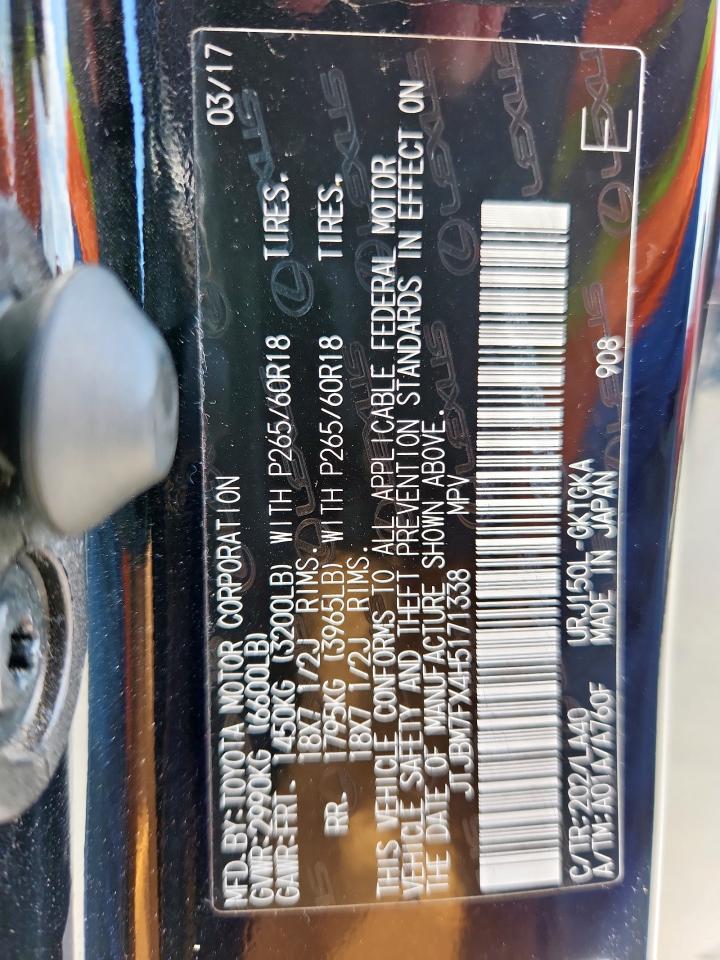 MFD.BY:TOYOTA MOTOR CORPORATION 03/17
GVWR:2990KG (6600LB)
GAWR:FRT. 1450KG (3200LB) WITH P265/60R18 TIRES.
18X7 1/2J RIMS.
RR. 1795KG (3965LB) WITH P265/60R18 TIRES.
18X7 1/2J RIMS.
THIS VEHICLE CONFORMS TO ALL APPLICABLE FEDERAL MOTOR
VEHICLE SAFETY AND THEFT PREVENTION STANDARDS IN EFFECT ON
THE DATE OF MANUFACTURE SHOWN ABOVE.
JTJBM7FX4H5171338 MPV
C/TR:202/LA40 URJ150L-GKTGKA
A/TM:A01A/A760F MADE IN JAPAN 908 E
LEXUS